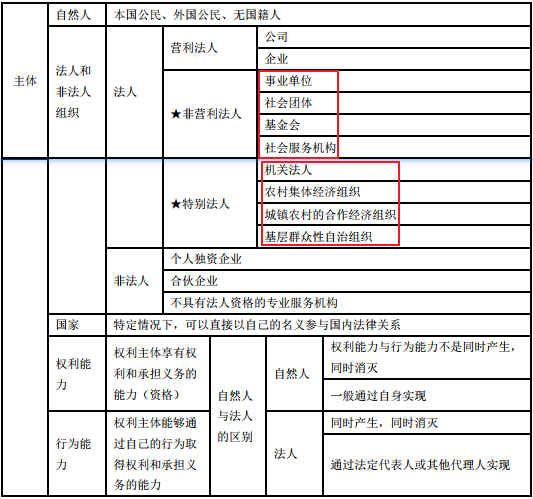 自然人
本国公民、外国公民、无国籍人
主体
法人和
非法人
组织
法人
营利法人
公司
企业
★非营利法人
事业单位
社会团体
基金会
社会服务机构
★特别法人
机关法人
农村集体经济组织
城镇农村的合作经济组织
基层群众性自治组织
非法人
个人独资企业
合伙企业
不具有法人资格的专业服务机构
国家
特定情况下，可以直接以自己的名义参与国内法律关系
权利能
力
权利主体享有权
利和承担义务的
能力（资格）
自然人
与法人
的区别
自然人
权利能力与行为能力不是同时产生，
同时消灭
一般通过自身实现
行为能
力
权利主体能够通
过自己的行为取
得权利和承担义
务的能力
法人
同时产生，同时消灭
通过法定代表人或其他代理人实现